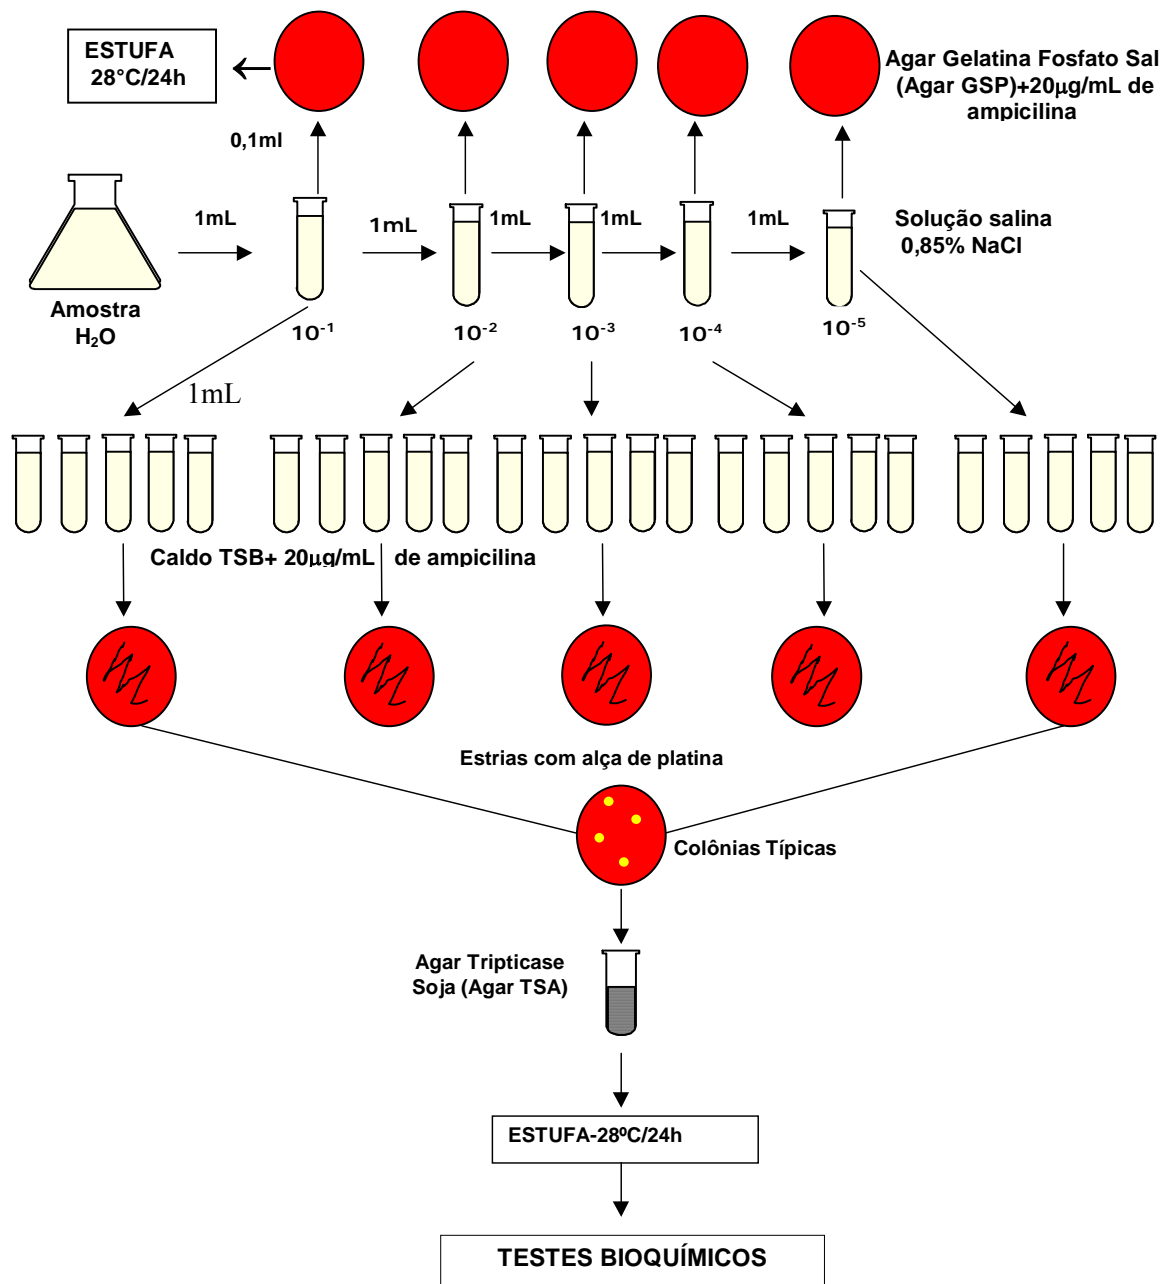 ESTUFA
28°C/24h
Agar Gelatina Fosfato Sal
(Agar GSP)+20µg/mL de
ampicilina
0,1ml
1mL
1mL
1mL
1mL
1mL
Solução salina
0,85% NaCl
Amostra
H₂O
10⁻¹
10⁻²
10⁻³
10⁻⁴
10⁻⁵
1mL
Caldo TSB+ 20µg/mL de ampicilina
Estrias com alça de platina
Colônias Típicas
Agar Tripticase
Soja (Agar TSA)
ESTUFA-28ºC/24h
TESTES BIOQUÍMICOS